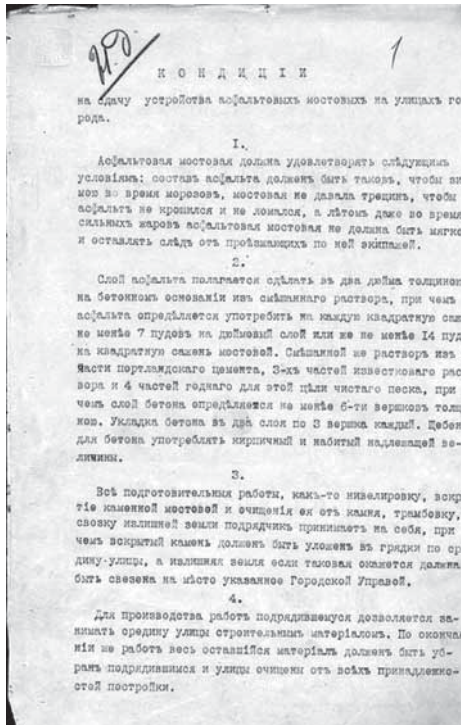 И.д.
1
КОНДИЦІИ
на сдачу устройства асфальтовыхъ мостовыхъ на улицахъ го
рода.
I.
Асфальтовая мостовая должна удовлетворять слѣдующимъ
условіямъ: составъ асфальта долженъ быть таковъ, чтобы зи
мою во время морозовъ, мостовая не давала трещинъ, чтобы
асфальтъ не крошился и не ломался, а лѣтомъ даже во время
сильныхъ жаровъ асфальтовая мостовая не должна быть мягко
и оставлять слѣдъ отъ проѣзжающихъ по ней экипажей.
2.
Слой асфальта полагается сдѣлать въ два дюйма толщиною
на бетонномъ основаніи изъ смѣшаннаго раствора, при чемъ
асфальта опредѣляется употребить на каждую квадратную саж
не менѣе 7 пудовъ на дюймовый слой или же не менѣе 14 пуд
на квадратную сажень мостовой. Смѣшанной же растворъ изъ
части портландскаго цемента, 3-хъ частей известковаго рас
вора и 4 частей годнаго для этой цѣли чистаго песка, при
чемъ слой бетона опредѣляется не менѣе 6-ти вершковъ толщ
ною. Укладка бетона въ два слоя по 3 вершка каждый. Щебен
для бетона употреблять кирпичный и набитый надлежащей ве-
личины.
3.
Всѣ подготовительныя работы, какъ-то нивелировку, вскр
тіе каменной мостовой и очищенія ея отъ камня, трамбовку,
свозку излишней земли подрядчикъ принимаетъ на себя, при
чемъ вскрытый камень долженъ быть уложенъ въ грядки по ср
дину-улицы, а излишняя земля если таковая окажется должна
быть свезена на мѣсто указанное Городской Управой.
4.
Для производства работъ подрядившемуся дозволяется за-
нимать средину улицы строительнымъ матеріаломъ. По окончан
ніи же работъ весь оставшійся матеріалъ долженъ быть уб-
ранъ подрядившимся и улицы очищены отъ всѣхъ принадлежно-
стей постройки.